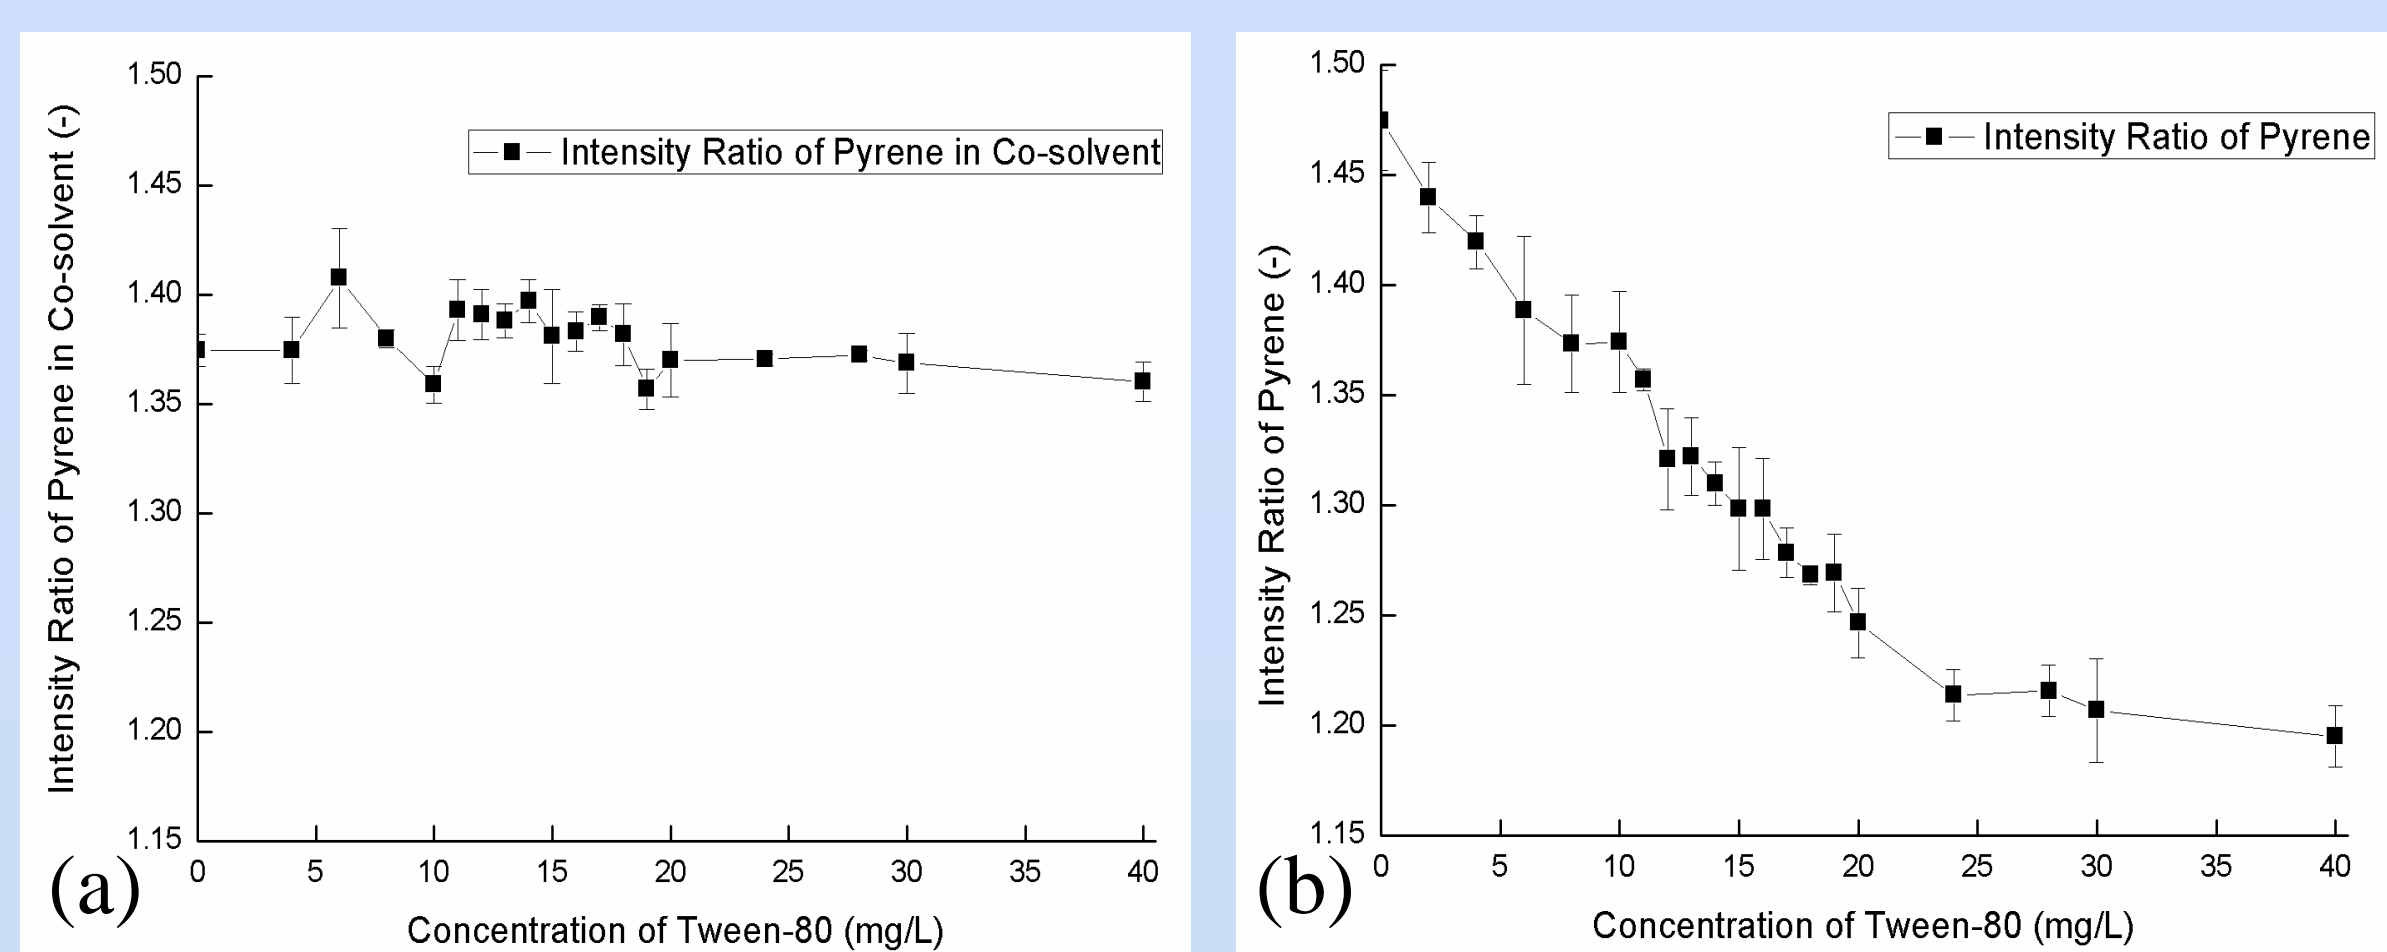 1.50
1.45
1.40
1.35
1.30
1.25
1.20
1.15
Intensity Ratio of Pyrene in Co-solvent (-)
Intensity Ratio of Pyrene in Co-solvent
0 5 10 15 20 25 30 35 40
Concentration of Tween-80 (mg/L)
(a)
1.50
1.45
1.40
1.35
1.30
1.25
1.20
1.15
Intensity Ratio of Pyrene (-)
Intensity Ratio of Pyrene
0 5 10 15 20 25 30 35 40
Concentration of Tween-80 (mg/L)
(b)